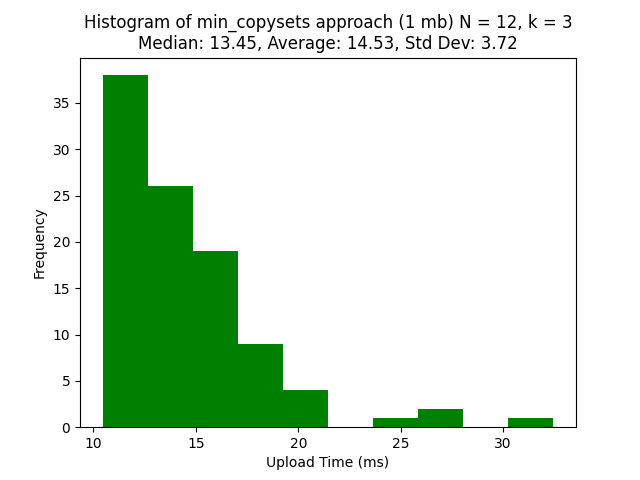 Histogram of min_copysets approach (1 mb) N = 12, k = 3
Median: 13.45, Average: 14.53, Std Dev: 3.72
35
30
25
20
15
10
5
0
Frequency
10 15 20 25 30
Upload Time (ms)